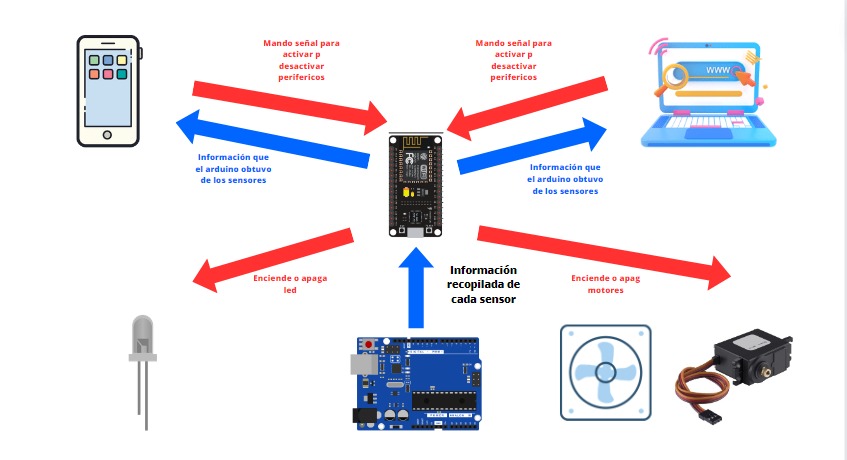 Mando señal para
activar p
desactivar
perifericos
Mando señal para
activar p
desactivar
perifericos
WWW
Información que
el arduino obtuvo
de los sensores
Información que
el arduino obtuvo
de los sensores
Enciende o apaga
led
Información
recopilada de
cada sensor
Enciende o apag
motores